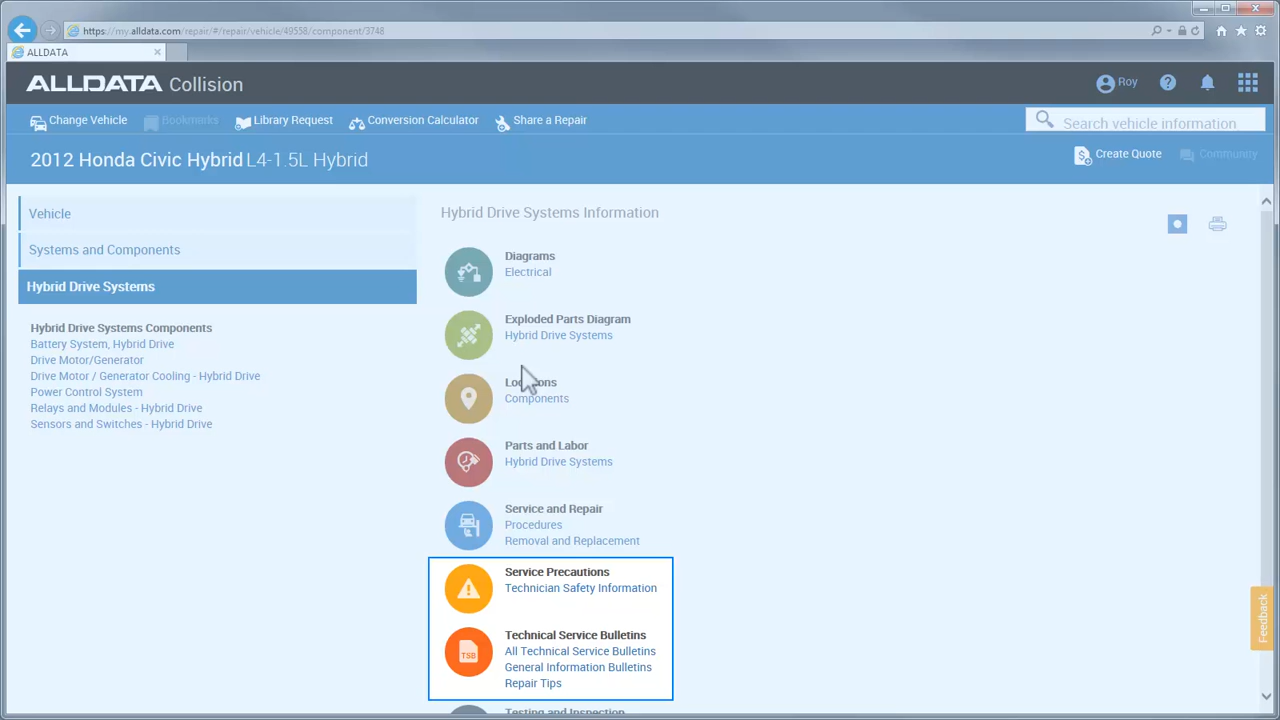 https://my.alldata.com/repair/#/repair/vehicle/49558/component/3748
ALLDATA
ALLDATA Collision
Roy
Change Vehicle
Bookmarks
Library Request
Conversion Calculator
Share a Repair
Search vehicle information
2012 Honda Civic Hybrid L4-1.5L Hybrid
Create Quote
Community
Vehicle
Systems and Components
Hybrid Drive Systems
Hybrid Drive Systems Components
Battery System, Hybrid Drive
Drive Motor/Generator
Drive Motor / Generator Cooling - Hybrid Drive
Power Control System
Relays and Modules - Hybrid Drive
Sensors and Switches - Hybrid Drive
Hybrid Drive Systems Information
Diagrams
Electrical
Exploded Parts Diagram
Hybrid Drive Systems
Locations
Components
Parts and Labor
Hybrid Drive Systems
Service and Repair
Procedures
Removal and Replacement
Service Precautions
Technician Safety Information
TSB
Technical Service Bulletins
All Technical Service Bulletins
General Information Bulletins
Repair Tips
Testing and Inspection
Feedback